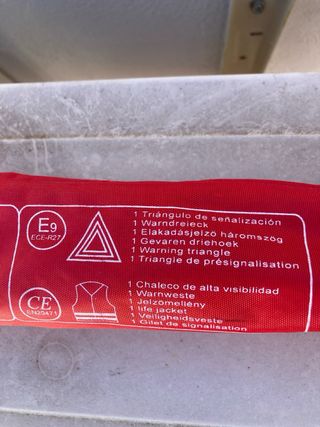 E9
ECE-R27
1 Triángulo de señalización
1 Warndreieck
1 Elakadásjelzö háromszög
1 Gevaren driehoek
1 Warning triangle
1 Triangle de présignalisation
CE
EN20471
1 Chaleco de alta visibilidad
1 Warnweste
1 Jelzömellény
1 life jacket
1 Veiligheidsveste
1 Gilet de signalisation